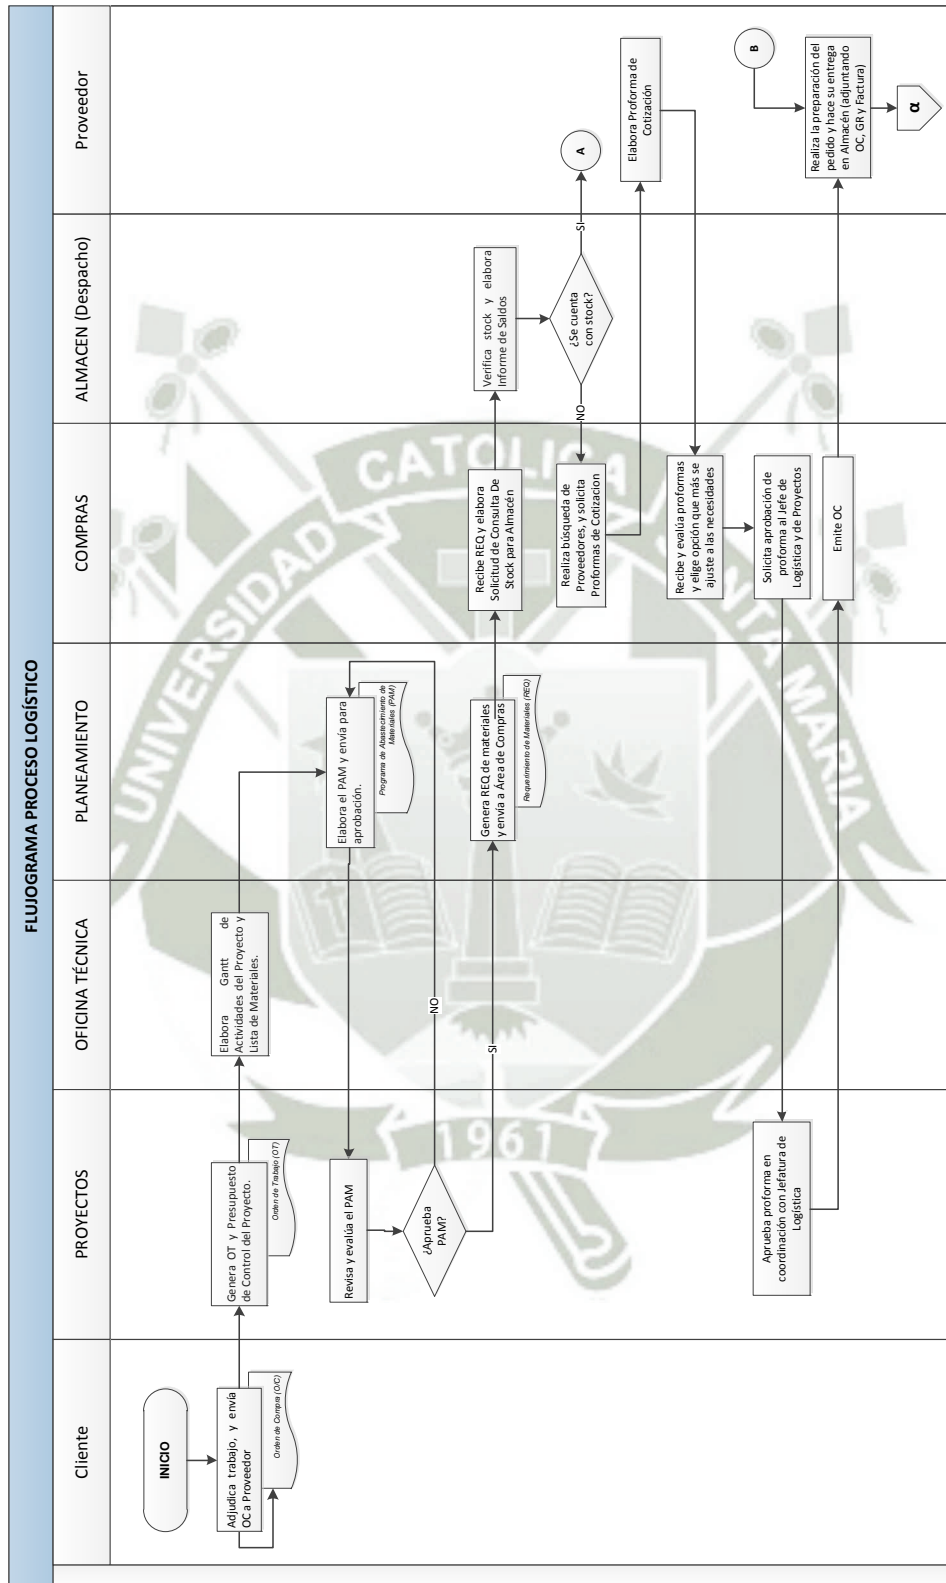 FLUJOGRAMA PROCESO LOGÍSTICO
Cliente
PROYECTOS
OFICINA TÉCNICA
PLANEAMIENTO
COMPRAS
ALMACEN (Despacho)
Proveedor
INICIO
Adjudica trabajo, y envía
OC a Proveedor
Orden de Compra (O/C)
Genera OT y Presupuesto
de Control del Proyecto.
Orden de Trabajo (OT)
Elabora Gantt de
Actividades del Proyecto y
Lista de Materiales.
Elabora el PAM y envía para
aprobación.
Programa de Abastecimiento de
Materiales (PAM)
Revisa y evalúa el PAM
¿Aprueba
PAM?
NO
SI
Genera REQ de materiales
y envía a Área de Compras
Requerimiento de Materiales (REQ)
Recibe REQ y elabora
Solicitud de Consulta De
Stock para Almacén
Verifica stock y elabora
Informe de Saldos
¿Se cuenta
con stock?
SI
A
NO
Realiza búsqueda de
Proveedores, y solicita
Proformas de Cotizacion
Elabora Proforma de
Cotización
Recibe y evalúa proformas
y elige opción que más se
ajuste a las necesidades
Solicita aprobación de
proforma al Jefe de
Logística y de Proyectos
Aprueba proforma en
coordinación con Jefatura de
Logística
Emite OC
B
Realiza la preparación del
pedido y hace su entrega
en Almacén (adjuntando
OC, GR y Factura)
α
UNIVERSIDAD CATOLICA SANTA MARIA
1961